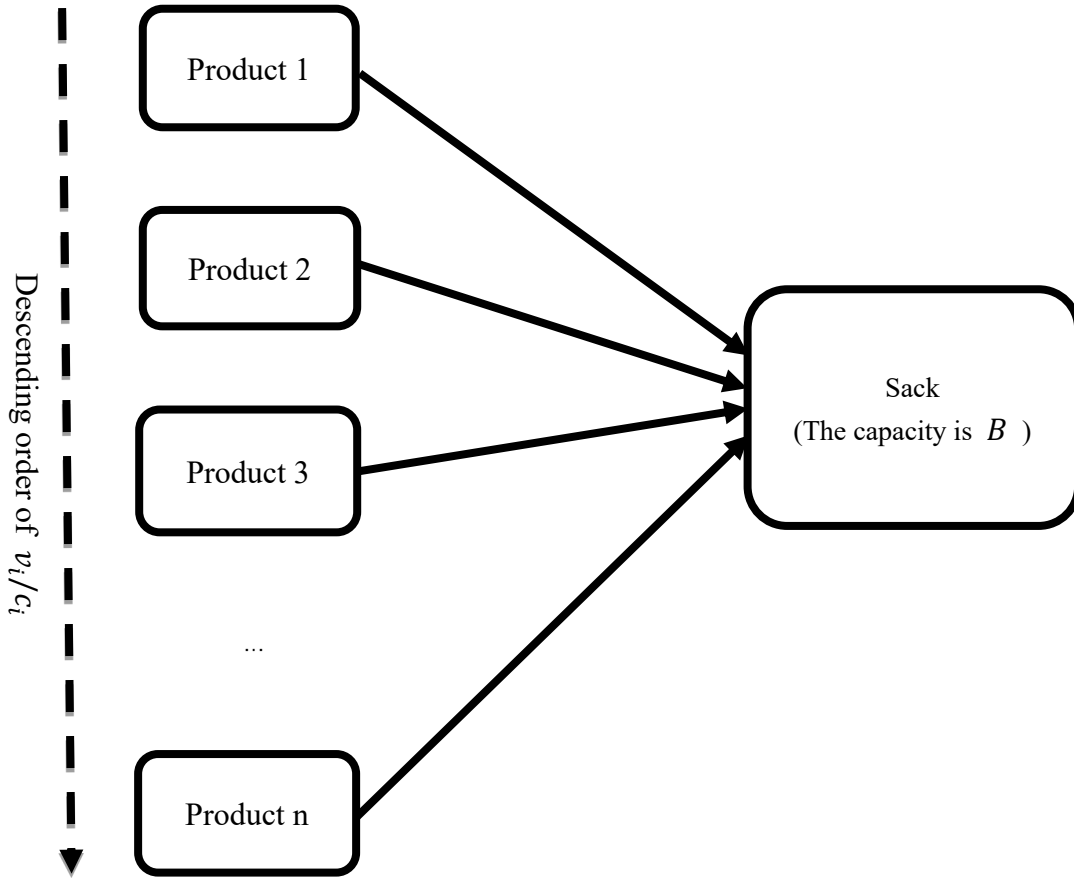 Descending order of v_i/c_i
Product 1
Product 2
Product 3
...
Product n
Sack
(The capacity is B )